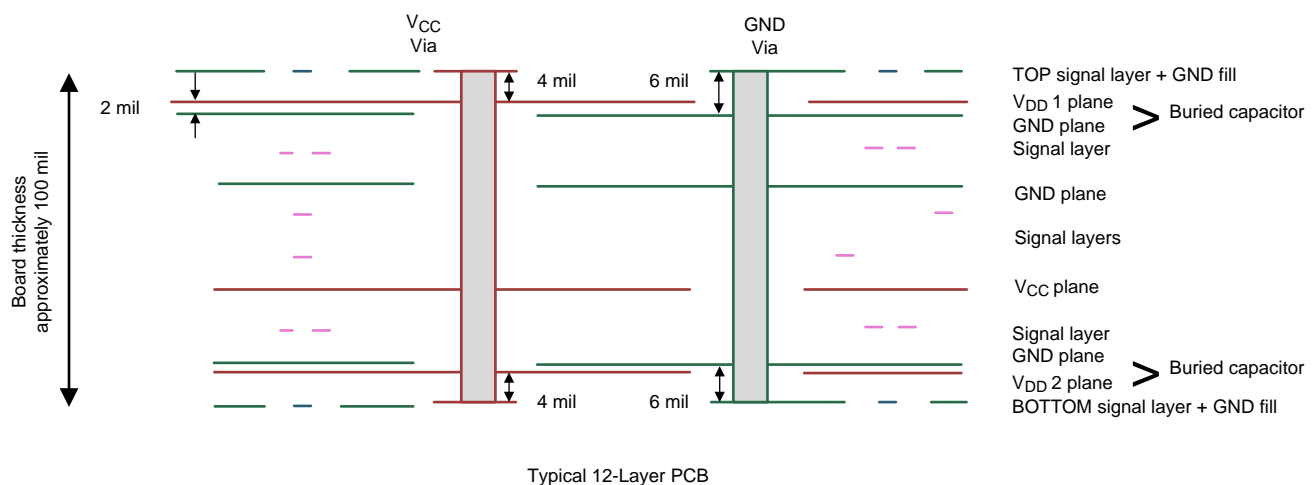 VCC
Via
GND
Via
4 mil
6 mil
2 mil
Board thickness
approximately 100 mil
TOP signal layer + GND fill
VDD 1 plane
GND plane
> Buried capacitor
Signal layer
GND plane
Signal layers
VCC plane
Signal layer
GND plane
VDD 2 plane
> Buried capacitor
BOTTOM signal layer + GND fill
4 mil
6 mil
Typical 12-Layer PCB